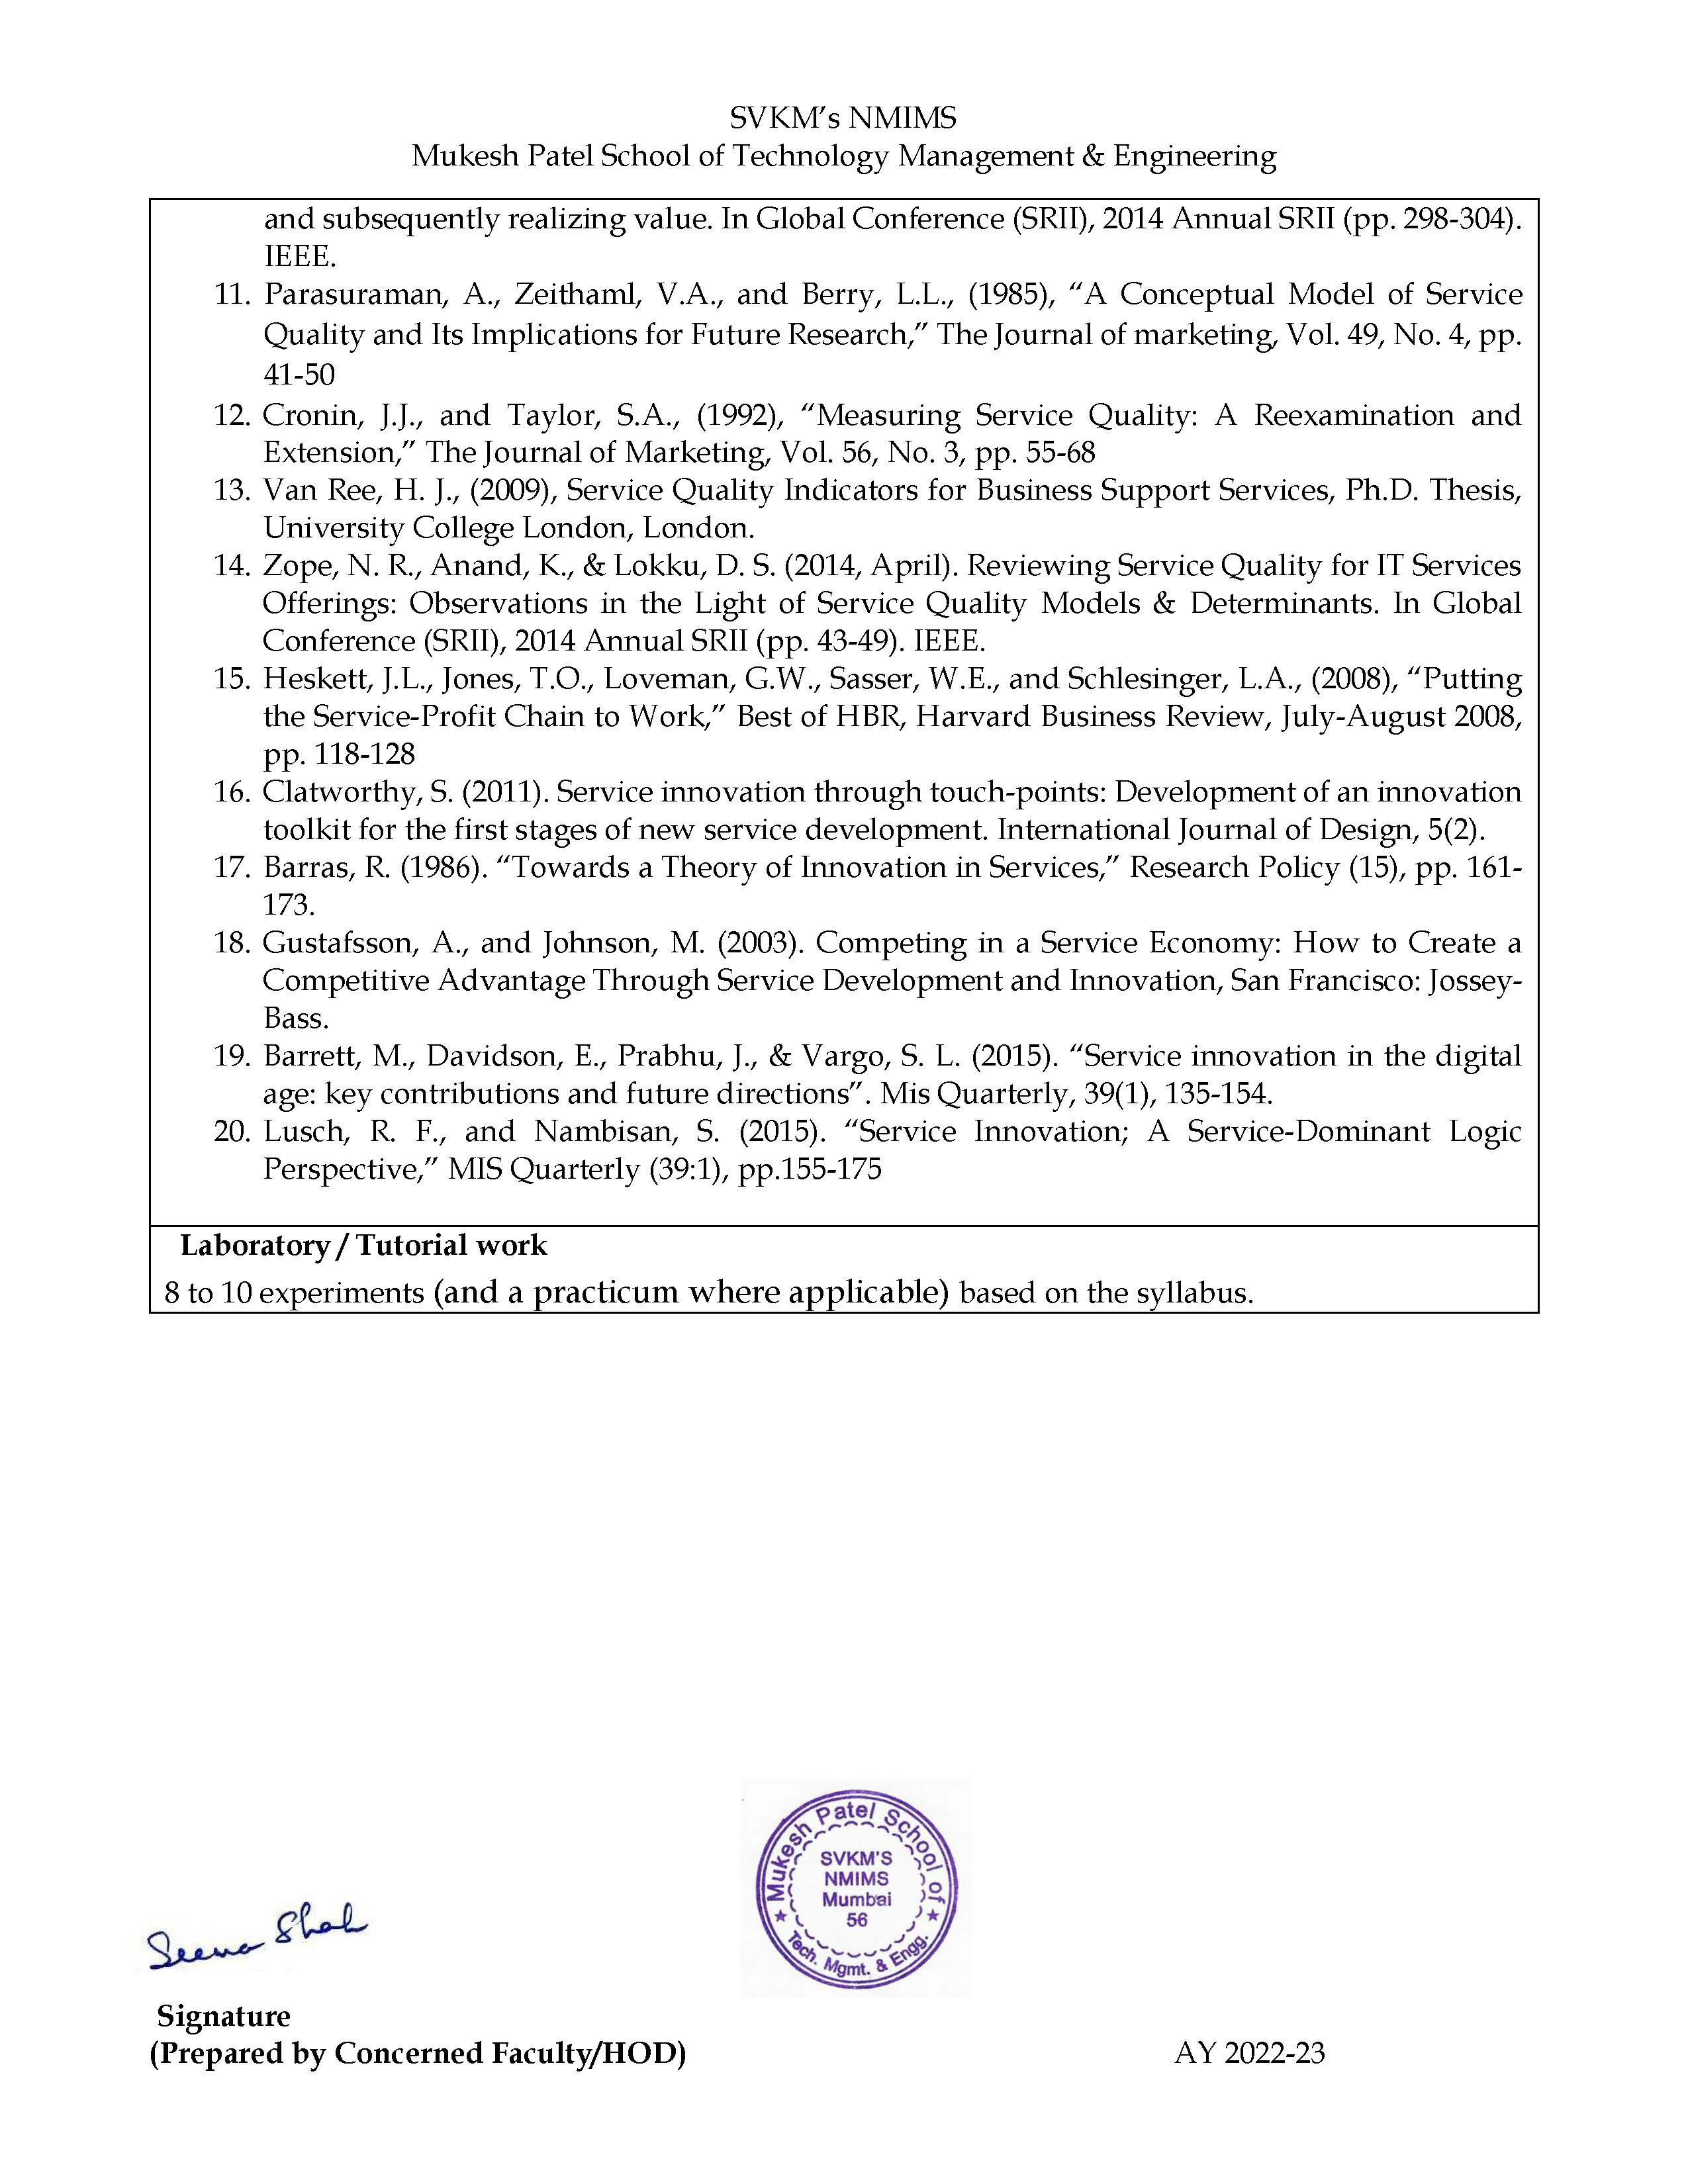 SVKM’s NMIMS
Mukesh Patel School of Technology Management & Engineering
and subsequently realizing value. In Global Conference (SRII), 2014 Annual SRII (pp. 298-304).
IEEE.
11. Parasuraman, A., Zeithaml, V.A., and Berry, L.L., (1985), “A Conceptual Model of Service
Quality and Its Implications for Future Research,” The Journal of marketing, Vol. 49, No. 4, pp.
41-50
12. Cronin, J.J., and Taylor, S.A., (1992), “Measuring Service Quality: A Reexamination and
Extension,” The Journal of Marketing, Vol. 56, No. 3, pp. 55-68
13. Van Ree, H. J., (2009), Service Quality Indicators for Business Support Services, Ph.D. Thesis,
University College London, London.
14. Zope, N. R., Anand, K., & Lokku, D. S. (2014, April). Reviewing Service Quality for IT Services
Offerings: Observations in the Light of Service Quality Models & Determinants. In Global
Conference (SRII), 2014 Annual SRII (pp. 43-49). IEEE.
15. Heskett, J.L., Jones, T.O., Loveman, G.W., Sasser, W.E., and Schlesinger, L.A., (2008), “Putting
the Service-Profit Chain to Work,” Best of HBR, Harvard Business Review, July-August 2008,
pp. 118-128
16. Clatworthy, S. (2011). Service innovation through touch-points: Development of an innovation
toolkit for the first stages of new service development. International Journal of Design, 5(2).
17. Barras, R. (1986). “Towards a Theory of Innovation in Services,” Research Policy (15), pp. 161-
173.
18. Gustafsson, A., and Johnson, M. (2003). Competing in a Service Economy: How to Create a
Competitive Advantage Through Service Development and Innovation, San Francisco: Jossey-
Bass.
19. Barrett, M., Davidson, E., Prabhu, J., & Vargo, S. L. (2015). “Service innovation in the digital
age: key contributions and future directions”. Mis Quarterly, 39(1), 135-154.
20. Lusch, R. F., and Nambisan, S. (2015). “Service Innovation; A Service-Dominant Logic
Perspective,” MIS Quarterly (39:1), pp.155-175
Laboratory / Tutorial work
8 to 10 experiments (and a practicum where applicable) based on the syllabus.
Mukesh Patel School of
SVKM'S
NMIMS
Mumbai
56
Tech. Mgmt. & Engg.
Seema Shah
Signature
(Prepared by Concerned Faculty/HOD) AY 2022-23